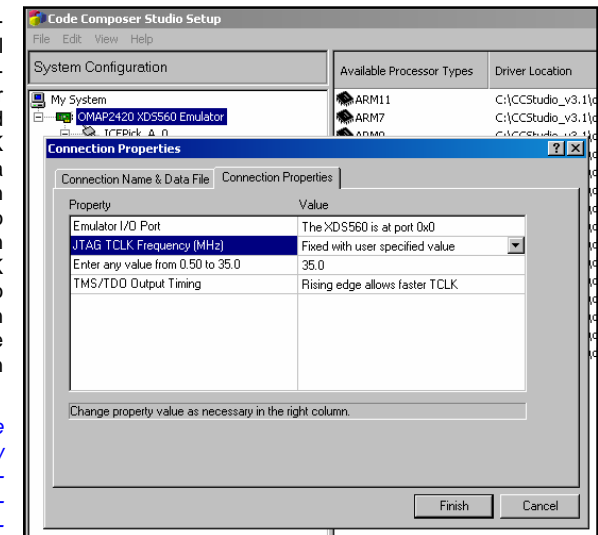 Code Composer Studio Setup
File Edit View Help
System Configuration
Available Processor Types Driver Location
My System
OMAP2420 XDS560 Emulator
ICEPick_A_0
ARM11 C:\CCStudio_v3.1\d
ARM7 C:\CCStudio_v3.1\d
ARM9 C:\CCStudio_v3.1\d
Connection Properties
Connection Name & Data File Connection Properties
Property Value
Emulator I/O Port The XDS560 is at port 0x0
JTAG TCLK Frequency (MHz) Fixed with user specified value
Enter any value from 0.50 to 35.0 35.0
TMS/TDO Output Timing Rising edge allows faster TCLK
Change property value as necessary in the right column.
Finish Cancel